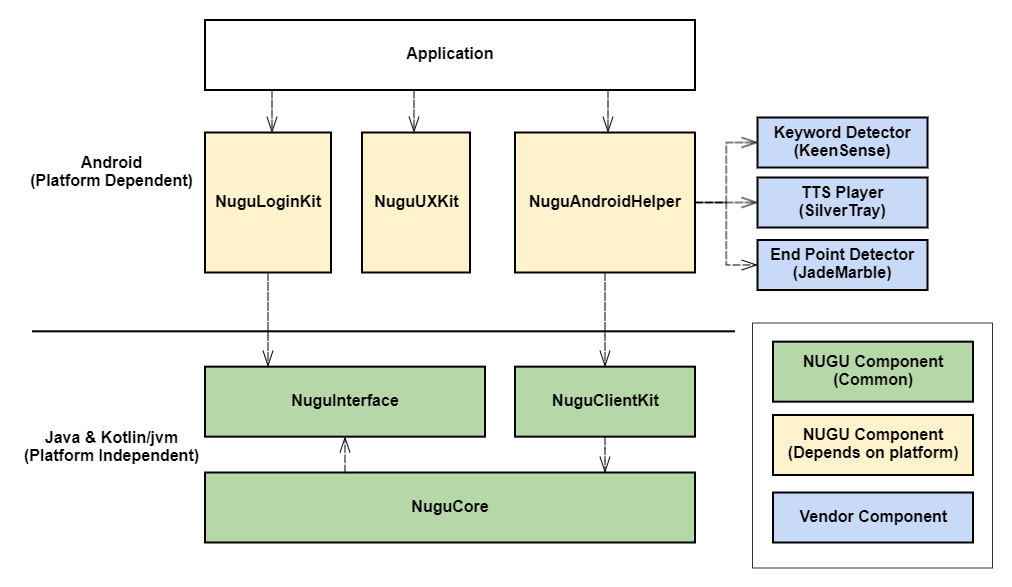 Application
Android
(Platform Dependent)
NuguLoginKit
NuguUXKit
NuguAndroidHelper
Keyword Detector
(KeenSense)
TTS Player
(SilverTray)
End Point Detector
(JadeMarble)
Java & Kotlin/jvm
(Platform Independent)
NuguInterface
NuguClientKit
NuguCore
NUGU Component
(Common)
NUGU Component
(Depends on platform)
Vendor Component